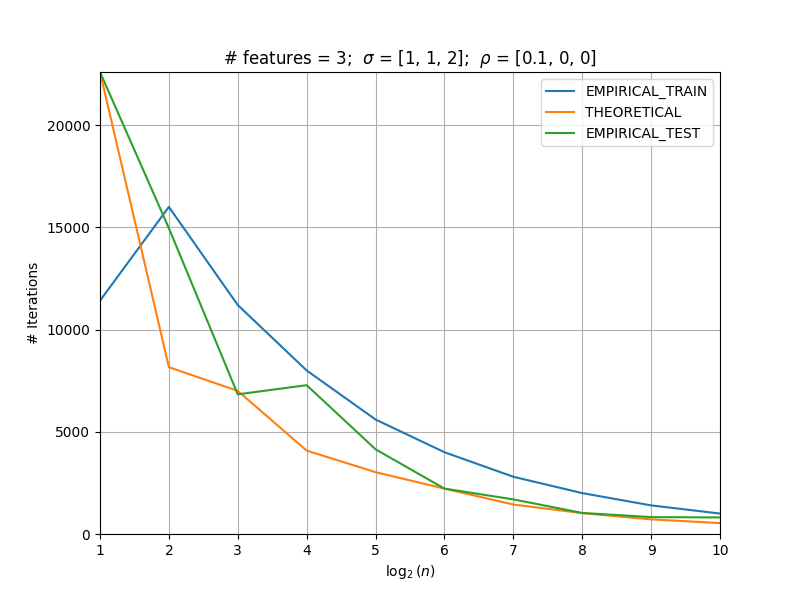 # features = 3; σ = [1, 1, 2]; ρ = [0.1, 0, 0]
EMPIRICAL_TRAIN
THEORETICAL
EMPIRICAL_TEST
20000
15000
10000
5000
0
# Iterations
1 2 3 4 5 6 7 8 9 10
log₂(n)